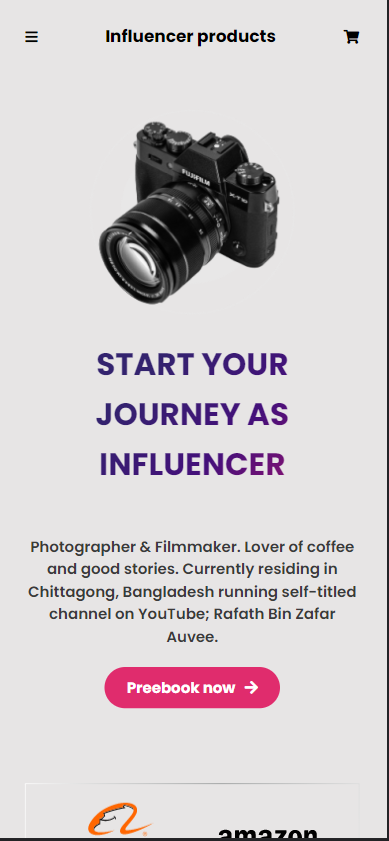 Influencer products
FUJIFILM
START YOUR
JOURNEY AS
INFLUENCER
Photographer & Filmmaker. Lover of coffee
and good stories. Currently residing in
Chittagong, Bangladesh running self-titled
channel on YouTube; Rafath Bin Zafar
Auvee.
Preebook now
amazon